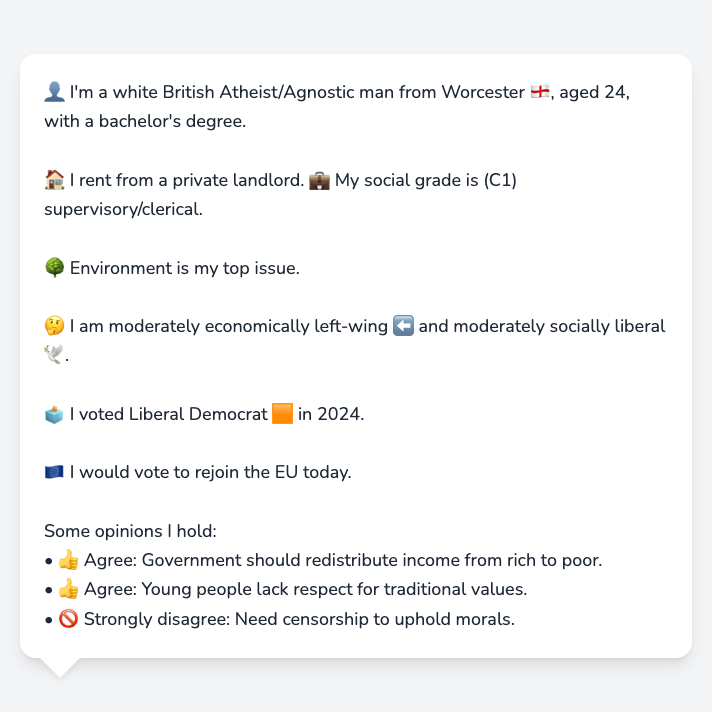 👤 I'm a white British Atheist/Agnostic man from Worcester 🏴󠁧󠁢󠁥󠁮󠁧󠁿, aged 24,
with a bachelor's degree.
🏠 I rent from a private landlord. 💼 My social grade is (C1)
supervisory/clerical.
🌳 Environment is my top issue.
🤔 I am moderately economically left-wing ⬅️ and moderately socially liberal
🕊️.
🗳️ I voted Liberal Democrat 🟧 in 2024.
🇪🇺 I would vote to rejoin the EU today.
Some opinions I hold:
• 👍 Agree: Government should redistribute income from rich to poor.
• 👍 Agree: Young people lack respect for traditional values.
• 🚫 Strongly disagree: Need censorship to uphold morals.